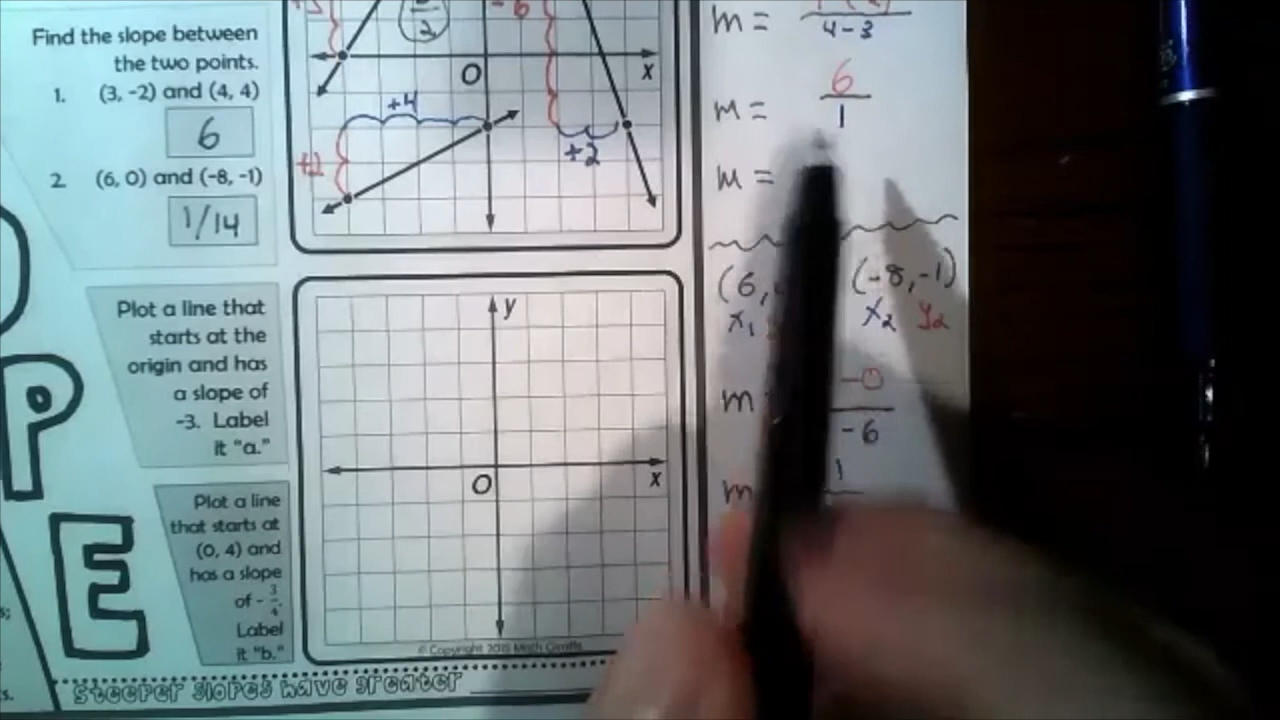 Find the slope between
the two points.
1. (3, -2) and (4, 4)
6
2. (6, 0) and (-8, -1)
1/14
Plot a line that
starts at the
origin and has
a slope of
-3. Label
it "a."
Plot a line
that starts at
(0, 4) and
has a slope
of - 3/4.
Label
it "b."
P
E
2
-6
O
x
+4
+2
+2
y
O
x
© Copyright 2015 Math Giraffe
Steeper slopes have greater
m = 4-3
m = 6/1
m =
(6, (-8,-1)
x₁ x₂ y₂
m -0
-6
m 1